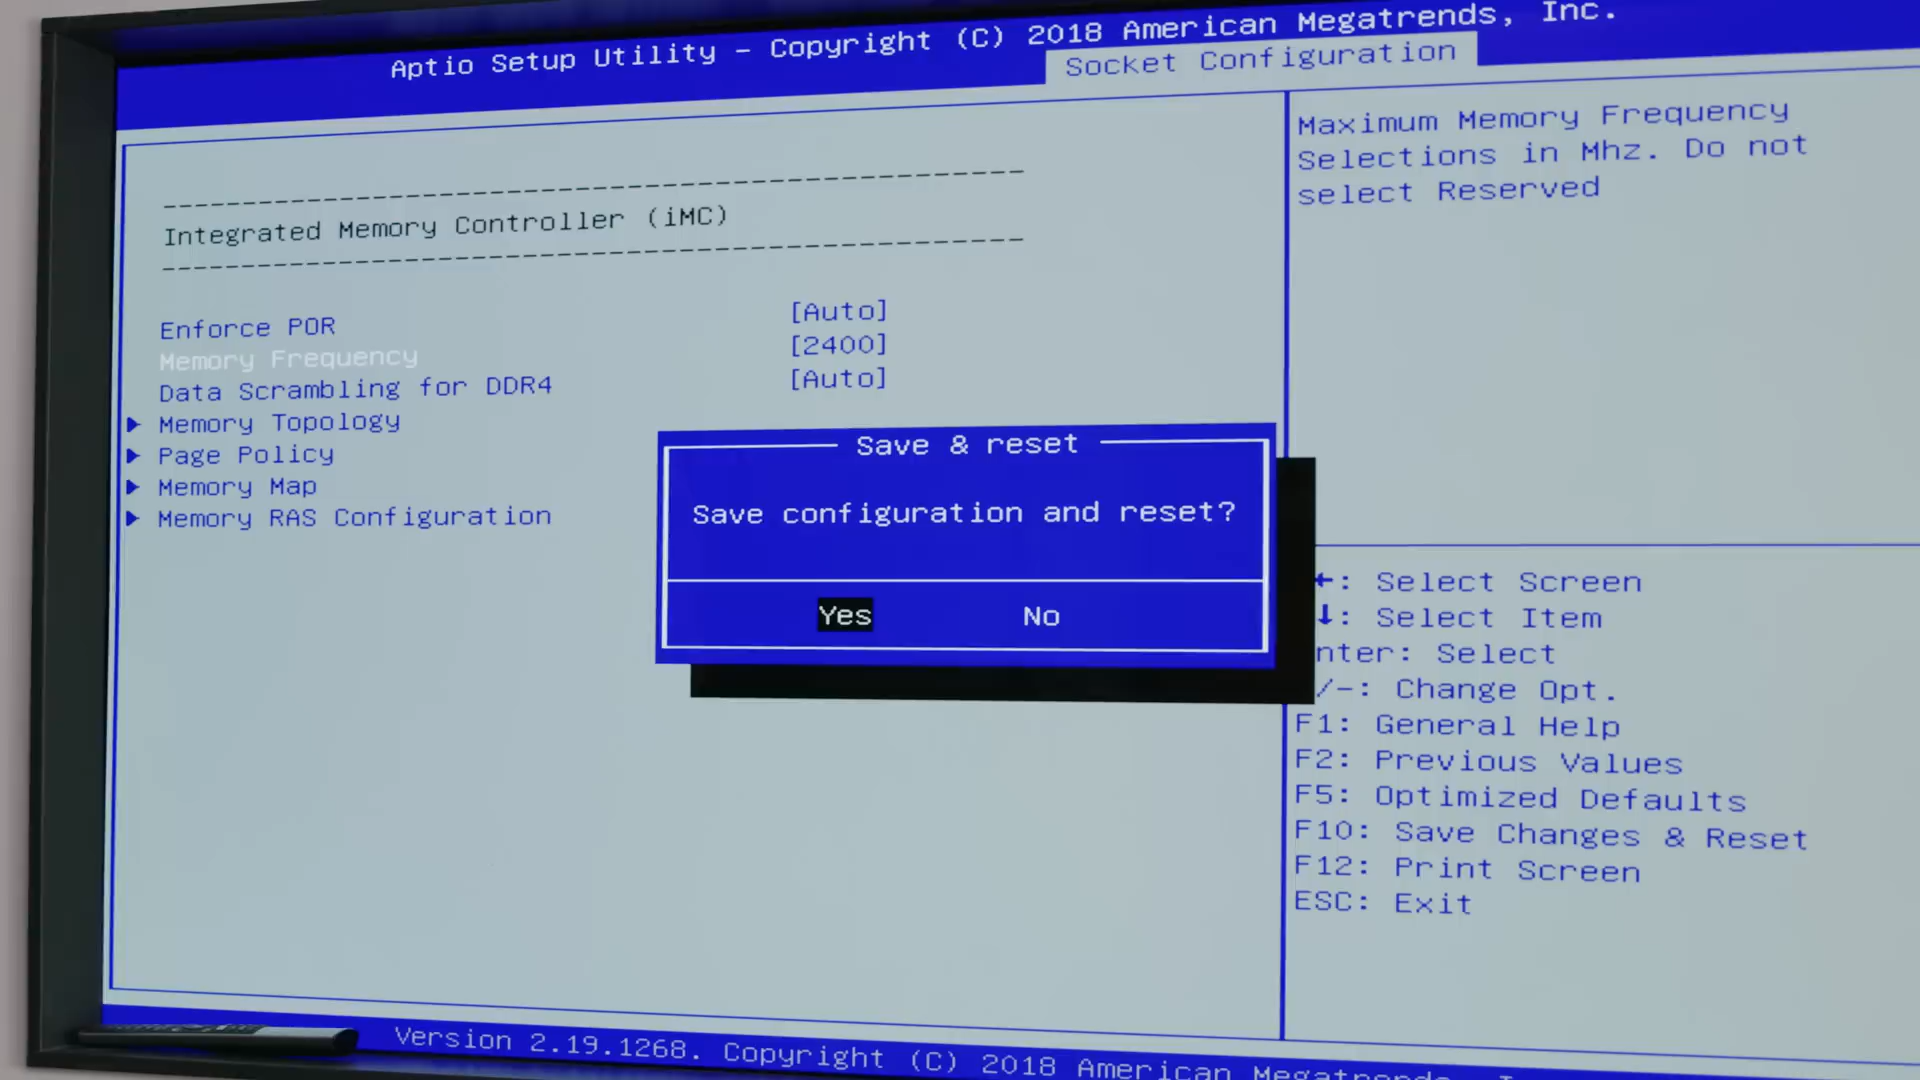 Aptio Setup Utility – Copyright (C) 2018 American Megatrends, Inc.
Socket Configuration
Integrated Memory Controller (iMC)
Enforce POR [Auto]
Memory Frequency [2400]
Data Scrambling for DDR4 [Auto]
Memory Topology
Page Policy
Memory Map
Memory RAS Configuration
Maximum Memory Frequency
Selections in Mhz. Do not
select Reserved
Save & reset
Save configuration and reset?
Yes No
←: Select Screen
↓: Select Item
nter: Select
/-: Change Opt.
F1: General Help
F2: Previous Values
F5: Optimized Defaults
F10: Save Changes & Reset
F12: Print Screen
ESC: Exit
Version 2.19.1268. Copyright (C) 2018 American Megatrends,